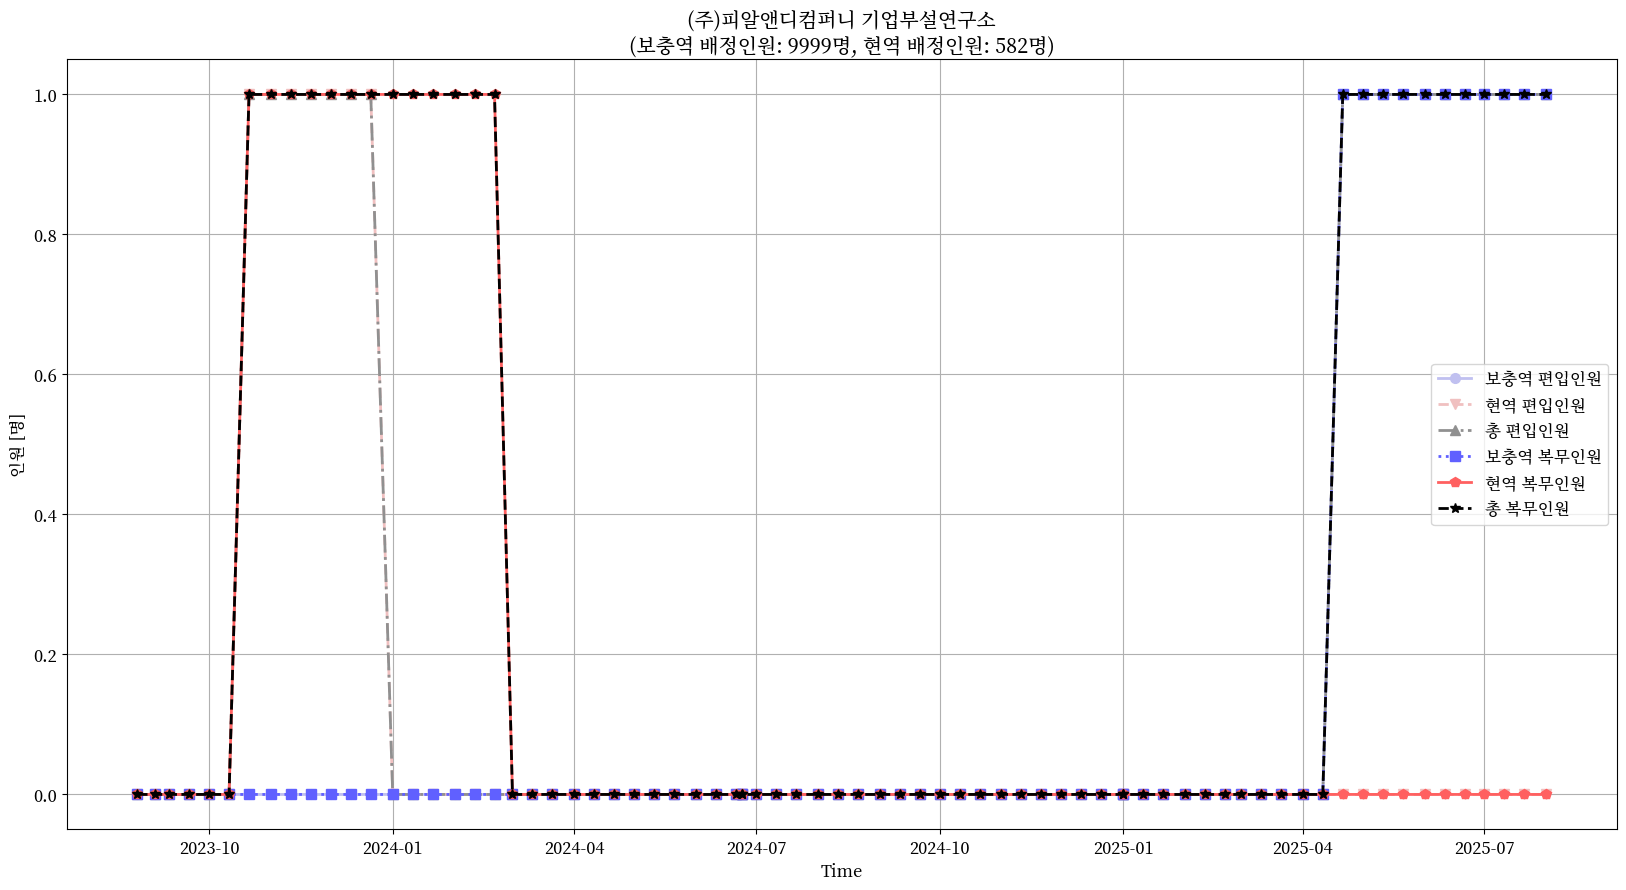 (주)피알앤디컴퍼니 기업부설연구소
(보충역 배정인원: 9999명, 현역 배정인원: 582명)
인원 [명]
1.0
0.8
0.6
0.4
0.2
0.0
보충역 편입인원
현역 편입인원
총 편입인원
보충역 복무인원
현역 복무인원
총 복무인원
2023-10 2024-01 2024-04 2024-07 2024-10 2025-01 2025-04 2025-07
Time